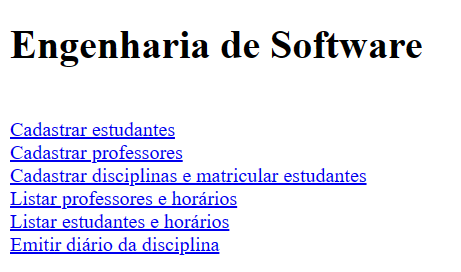 Engenharia de Software
Cadastrar estudantes
Cadastrar professores
Cadastrar disciplinas e matricular estudantes
Listar professores e horários
Listar estudantes e horários
Emitir diário da disciplina